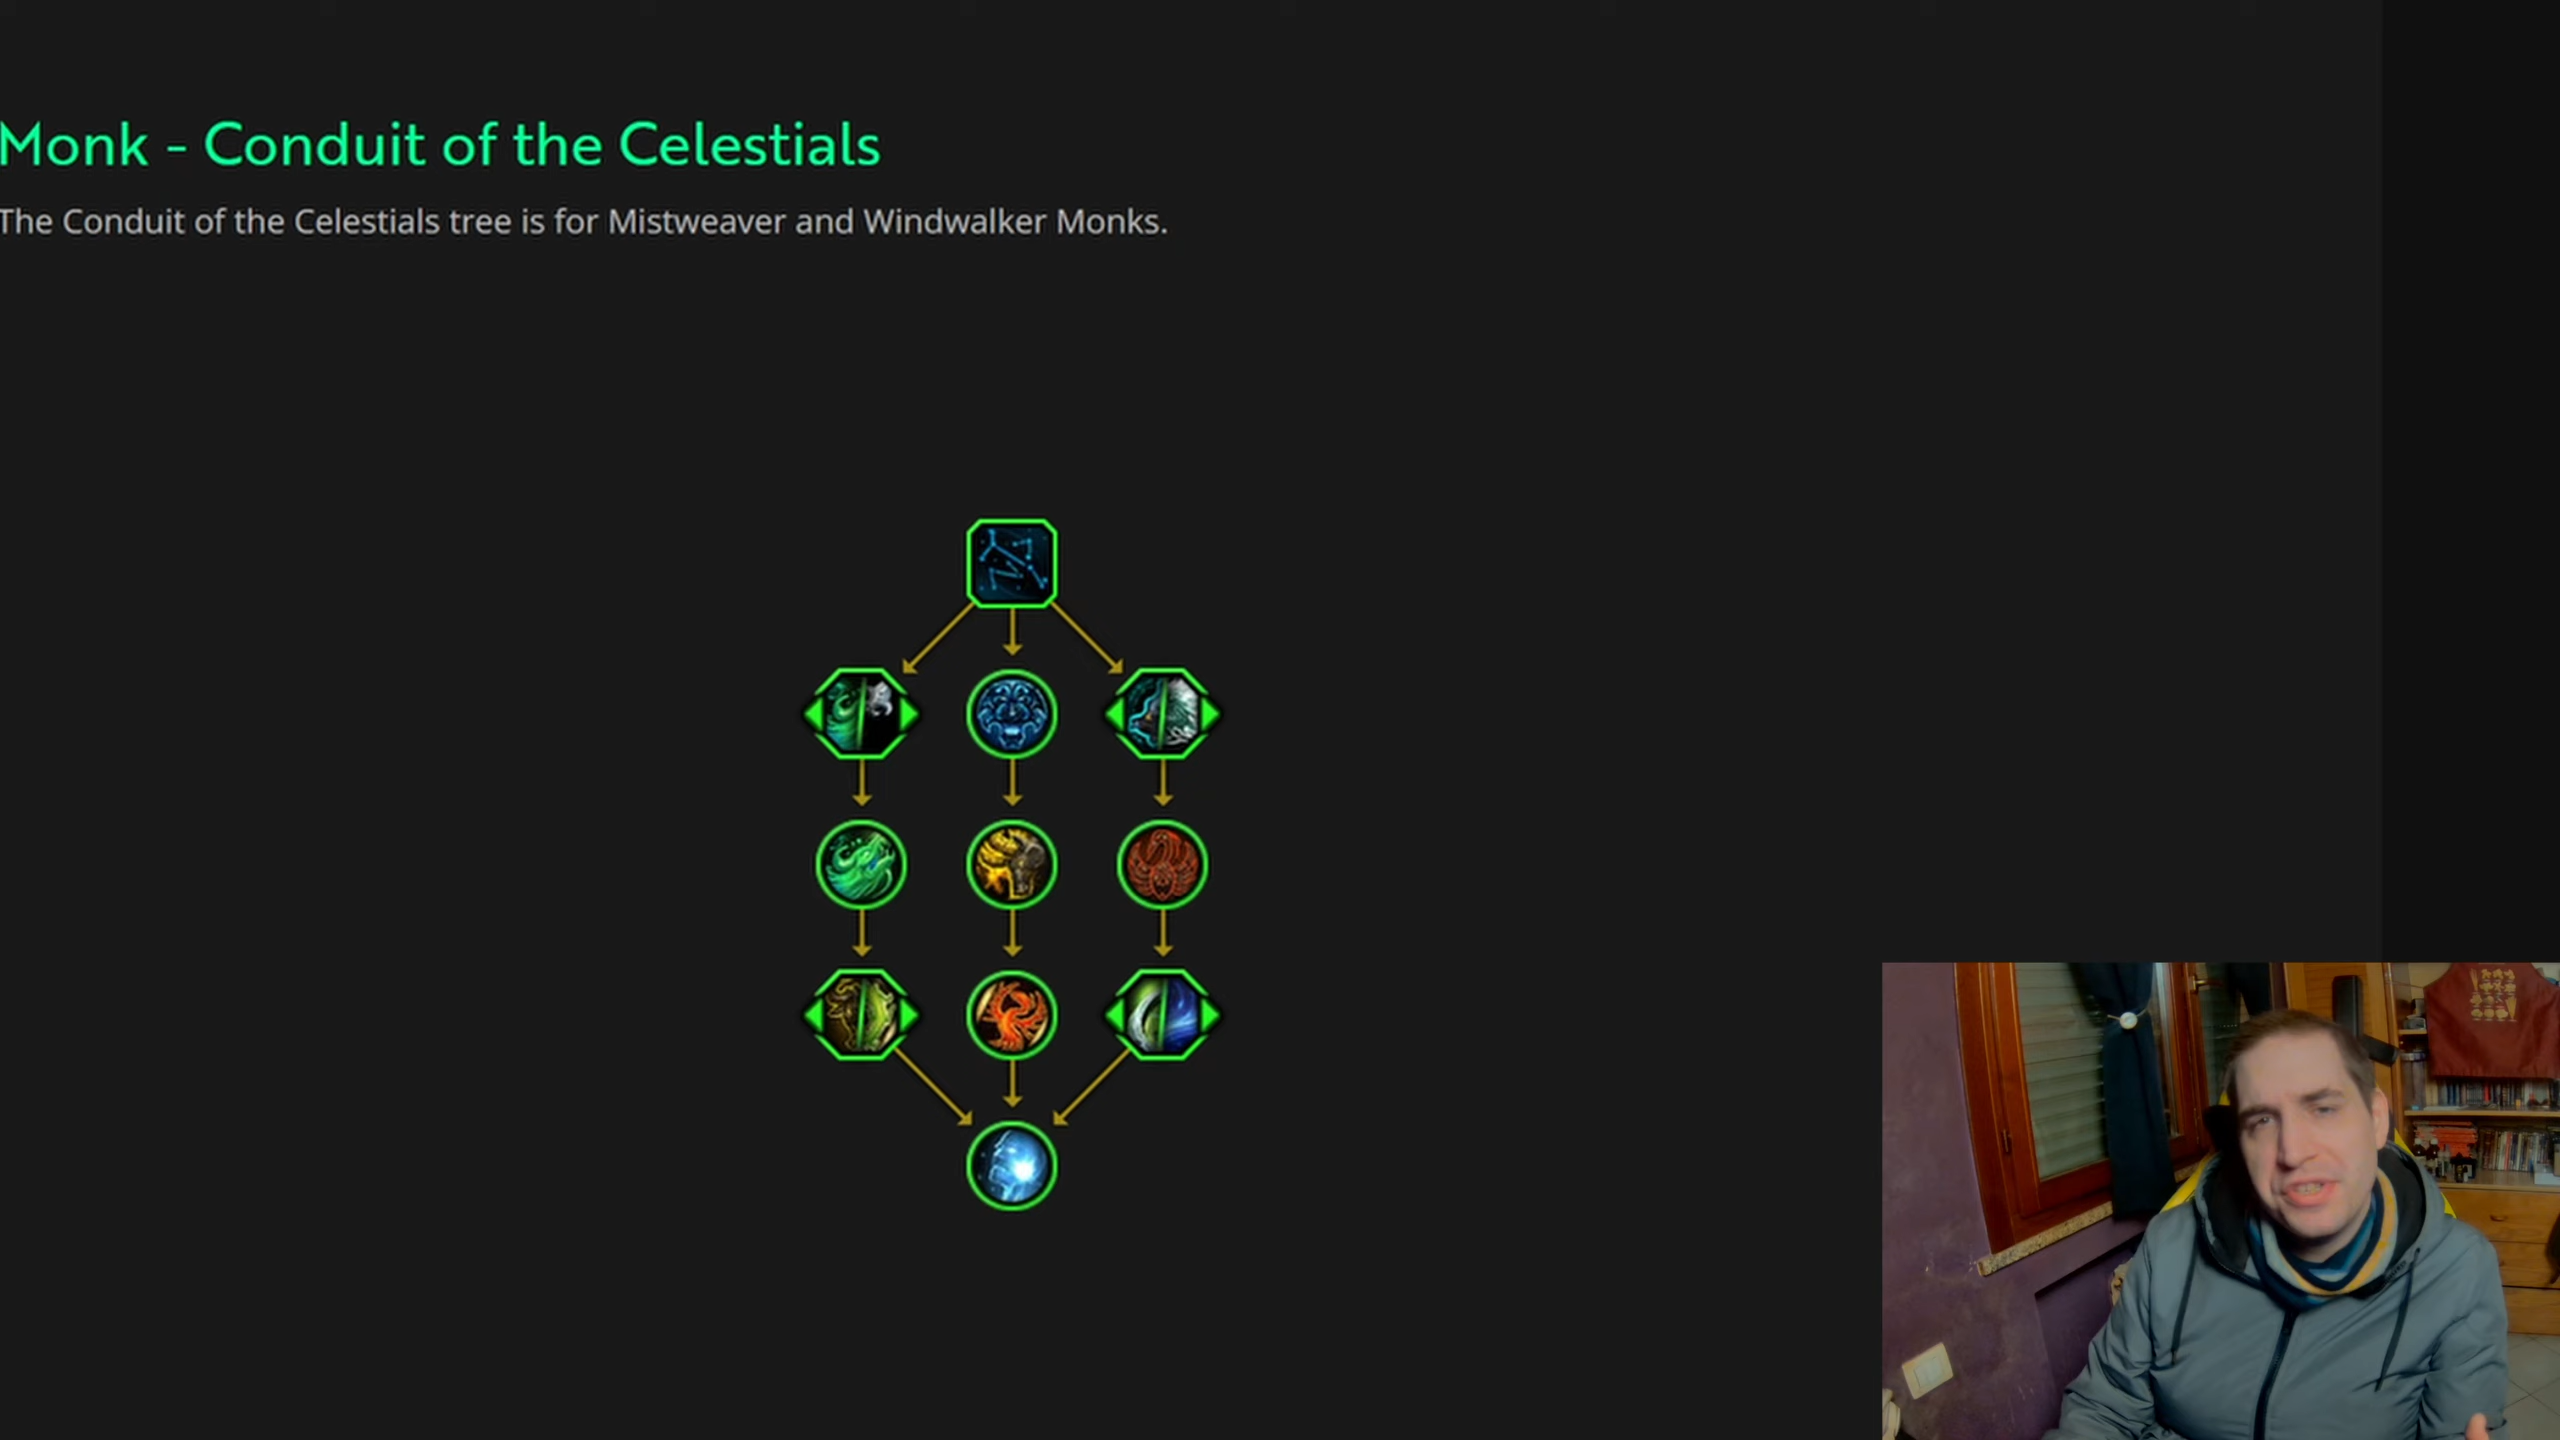 Monk - Conduit of the Celestials
The Conduit of the Celestials tree is for Mistweaver and Windwalker Monks.